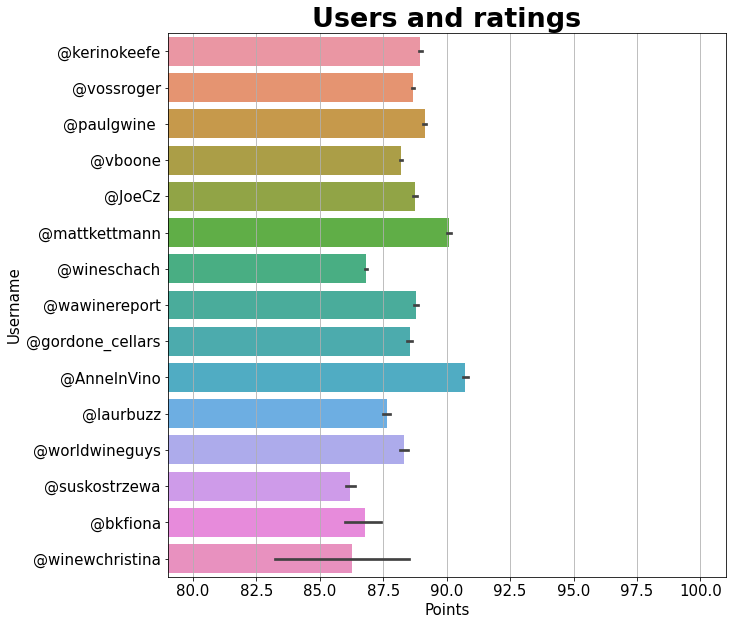 Users and ratings
@kerinokeefe
@vossroger
@paulgwine
@vboone
@JoeCz
@mattkettmann
@wineschach
@wawinereport
@gordone_cellars
@AnneInVino
@laurbuzz
@worldwineguys
@suskostrzewa
@bkfiona
@winewchristina
Username
80.0 82.5 85.0 87.5 90.0 92.5 95.0 97.5 100.0
Points